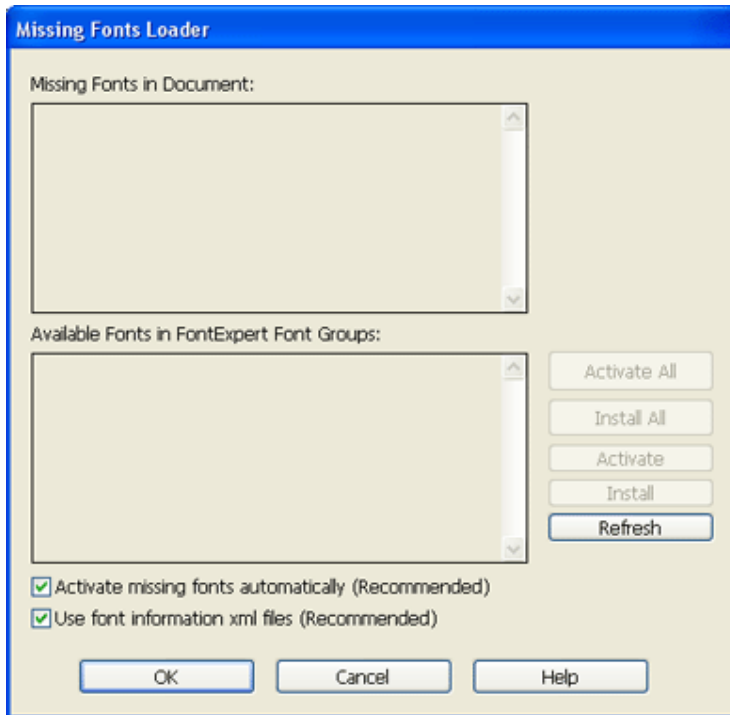 Missing Fonts Loader
Missing Fonts in Document:
Available Fonts in FontExpert Font Groups:
Activate All
Install All
Activate
Install
Refresh
Activate missing fonts automatically (Recommended)
Use font information xml files (Recommended)
OK Cancel Help